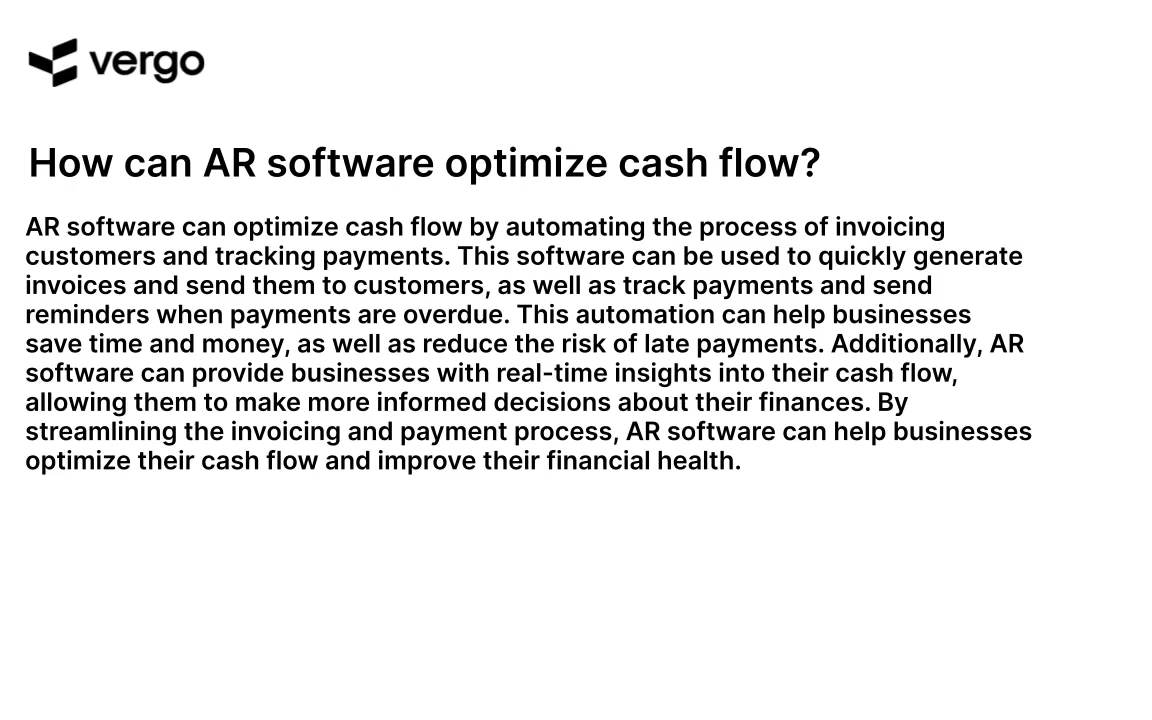 vergo
How can AR software optimize cash flow?
AR software can optimize cash flow by automating the process of invoicing
customers and tracking payments. This software can be used to quickly generate
invoices and send them to customers, as well as track payments and send
reminders when payments are overdue. This automation can help businesses
save time and money, as well as reduce the risk of late payments. Additionally, AR
software can provide businesses with real-time insights into their cash flow,
allowing them to make more informed decisions about their finances. By
streamlining the invoicing and payment process, AR software can help businesses
optimize their cash flow and improve their financial health.